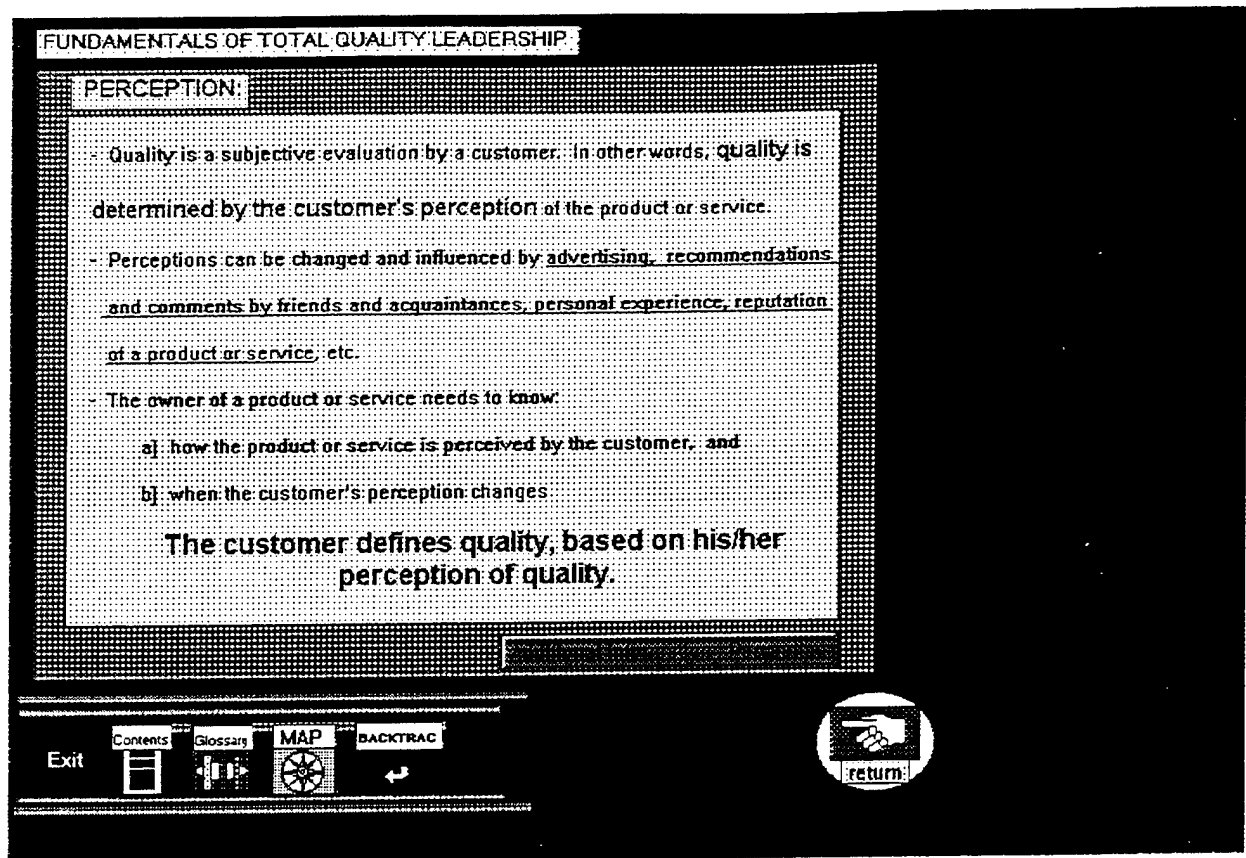 FUNDAMENTALS OF TOTAL QUALITY LEADERSHIP
PERCEPTION:
- Quality is a subjective evaluation by a customer. In other words, quality is
determined by the customer's perception of the product or service.
- Perceptions can be changed and influenced by advertising, recommendations
and comments by friends and acquaintances, personal experience, reputation
of a product or service, etc.
- The owner of a product or service needs to know:
a] how the product or service is perceived by the customer, and
b] when the customer's perception changes
The customer defines quality, based on his/her
perception of quality.
Exit
Contents
Glossary
MAP
BACKTRAC
return